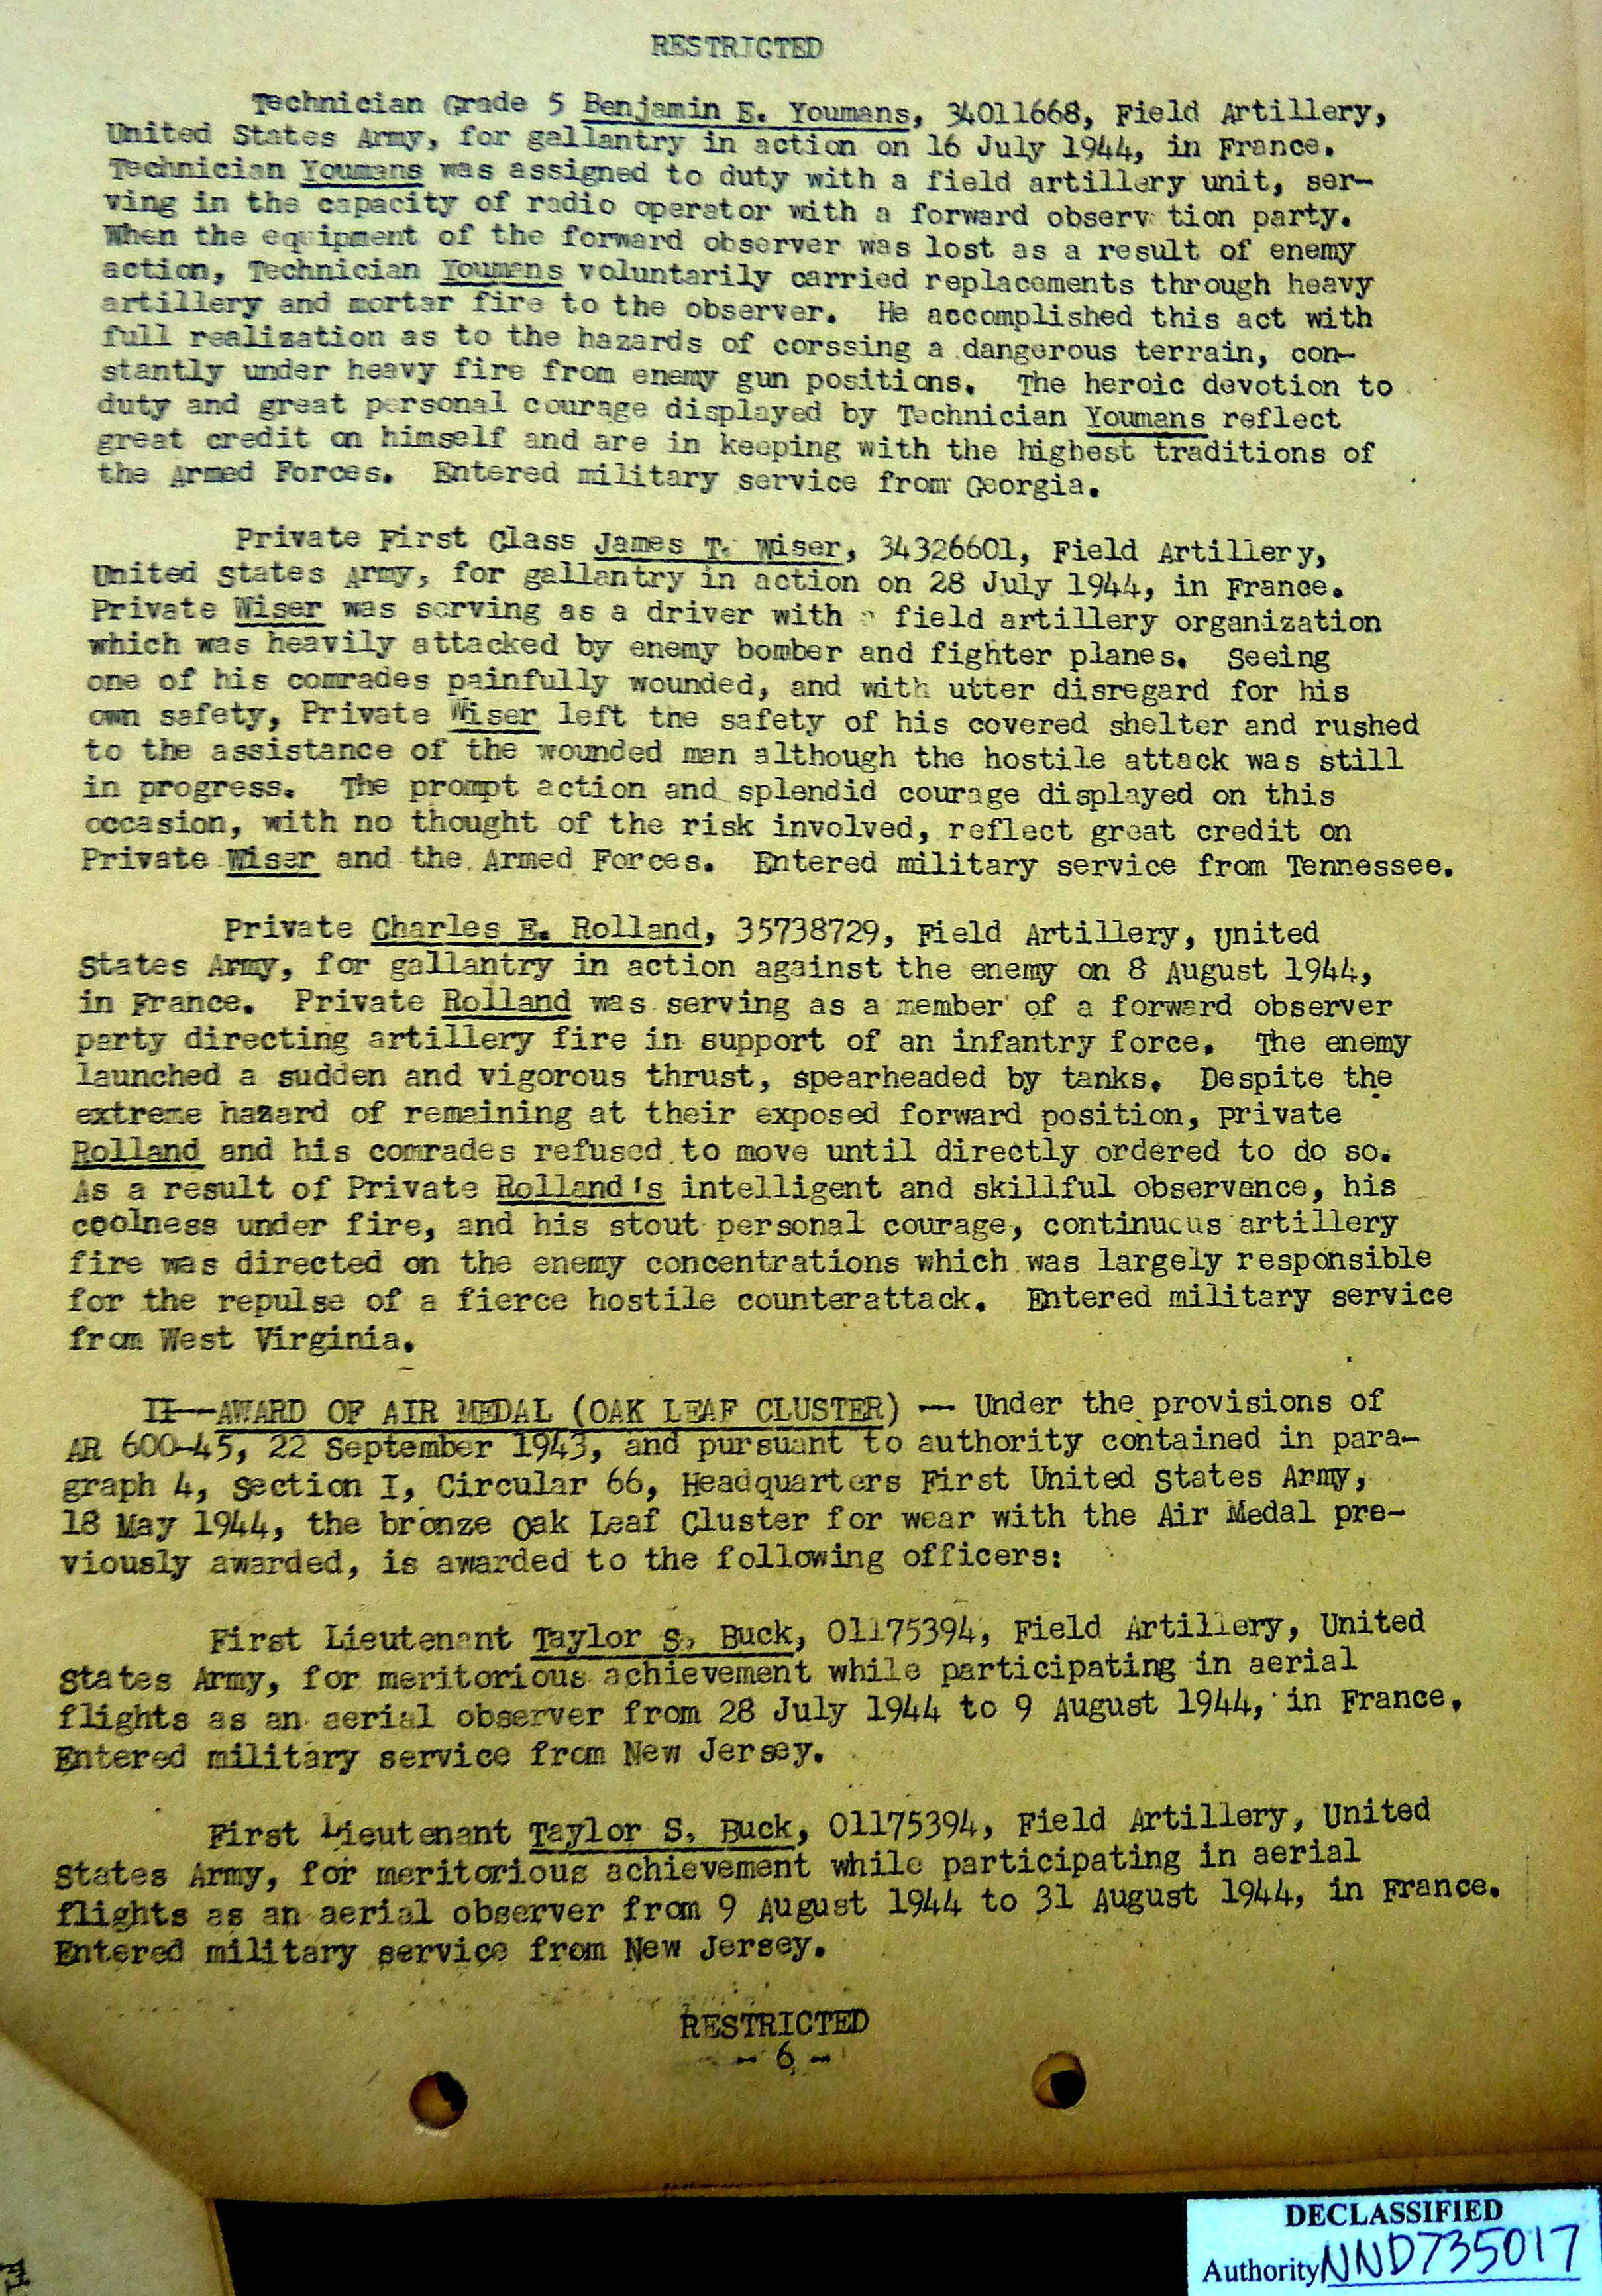 RESTRICTED
Technician Grade 5 Benjamin E. Youmans, 34011668, Field Artillery,
United States Army, for gallantry in action on 16 July 1944, in France.
Technician Youmans was assigned to duty with a field artillery unit, ser-
ving in the capacity of radio operator with a forward observ tion party.
When the equipment of the forward observer was lost as a result of enemy
action, Technician Youmans voluntarily carried replacements through heavy
artillery and mortar fire to the observer. He accomplished this act with
full realization as to the hazards of corssing a dangerous terrain, con-
stantly under heavy fire from enemy gun positions. The heroic devotion to
duty and great personal courage displayed by Technician Youmans reflect
great credit on himself and are in keeping with the highest traditions of
the Armed Forces. Entered military service from Georgia.
Private First Class James T. Wiser, 34326601, Field Artillery,
United States Army, for gallantry in action on 28 July 1944, in France.
Private Wiser was serving as a driver with a field artillery organization
which was heavily attacked by enemy bomber and fighter planes. Seeing
one of his comrades painfully wounded, and with utter disregard for his
own safety, Private Wiser left the safety of his covered shelter and rushed
to the assistance of the wounded man although the hostile attack was still
in progress. The prompt action and splendid courage displayed on this
occasion, with no thought of the risk involved, reflect great credit on
Private Wiser and the Armed Forces. Entered military service from Tennessee.
Private Charles E. Rolland, 35738729, Field Artillery, United
States Army, for gallantry in action against the enemy on 8 August 1944,
in France. Private Rolland was serving as a member of a forward observer
party directing artillery fire in support of an infantry force. The enemy
launched a sudden and vigorous thrust, spearheaded by tanks. Despite the
extreme hazard of remaining at their exposed forward position, Private
Rolland and his comrades refused to move until directly ordered to do so.
As a result of Private Rolland's intelligent and skillful observance, his
coolness under fire, and his stout personal courage, continuous artillery
fire was directed on the enemy concentrations which was largely responsible
for the repulse of a fierce hostile counterattack. Entered military service
from West Virginia.
II--AWARD OF AIR MEDAL (OAK LEAF CLUSTER) -- Under the provisions of
AR 600-45, 22 September 1943, and pursuant to authority contained in para-
graph 4, Section I, Circular 66, Headquarters First United States Army,
18 May 1944, the bronze Oak Leaf Cluster for wear with the Air Medal pre-
viously awarded, is awarded to the following officers:
First Lieutenant Taylor S. Buck, 01175394, Field Artillery, United
States Army, for meritorious achievement while participating in aerial
flights as an aerial observer from 28 July 1944 to 9 August 1944, in France.
Entered military service from New Jersey.
First Lieutenant Taylor S. Buck, 01175394, Field Artillery, United
States Army, for meritorious achievement while participating in aerial
flights as an aerial observer from 9 August 1944 to 31 August 1944, in France.
Entered military service from New Jersey.
RESTRICTED
- 6 -
DECLASSIFIED
Authority NND735017